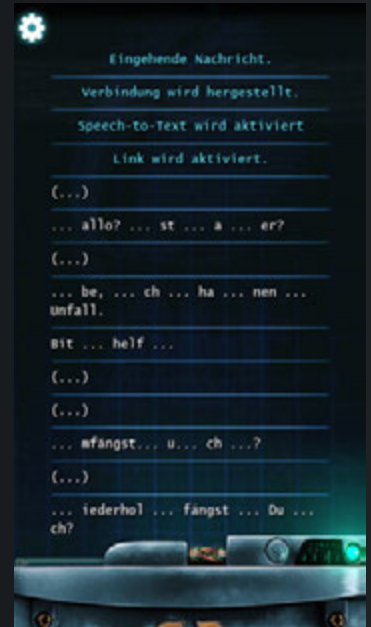 Eingehende Nachricht.
Verbindung wird hergestellt.
Speech-to-Text wird aktiviert
Link wird aktiviert.
(...)
... allo? ... st ... a ... er?
(...)
... be, ... ch ... ha ... nen ...
Unfall.
Bit ... helf ...
(...)
(...)
... mfängst... u... ch ...?
(...)
... iederhol ... fängst ... Du ...
ch?